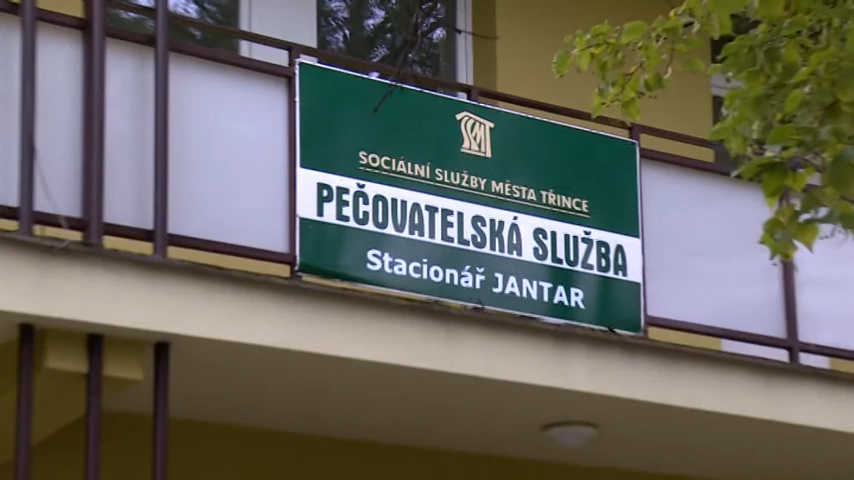 SOCIÁLNÍ SLUŽBY MĚSTA TŘINCE
PEČOVATELSKÁ SLUŽBA
Stacionář JANTAR